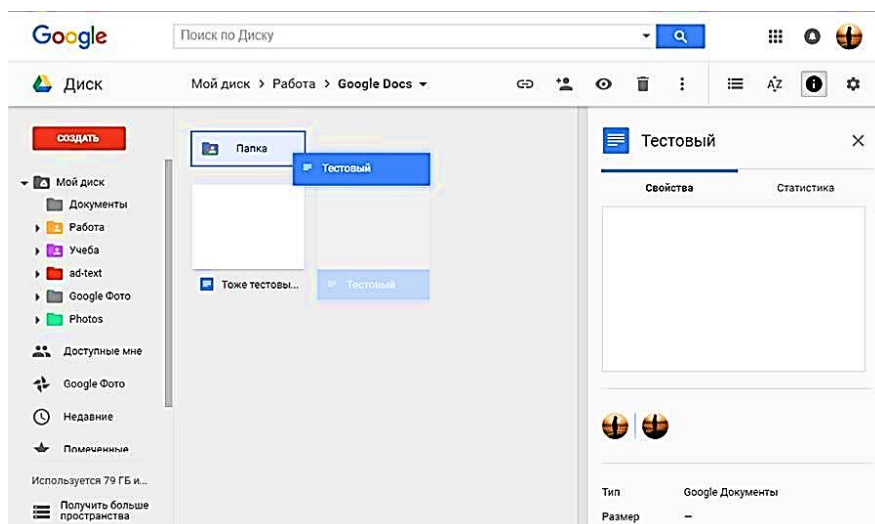 Google
Поиск по Диску
Диск
Мой диск > Работа > Google Docs
AZ
СОЗДАТЬ
Мой диск
Документы
Работа
Учеба
ad-text
Google Фото
Photos
Доступные мне
Google Фото
Недавние
Помеченные
Используется 79 ГБ и...
Получить больше
пространства
Папка
Тестовый
Тоже тестовы...
Тестовый
Тестовый
Свойства
Статистика
Тип Google Документы
Размер –